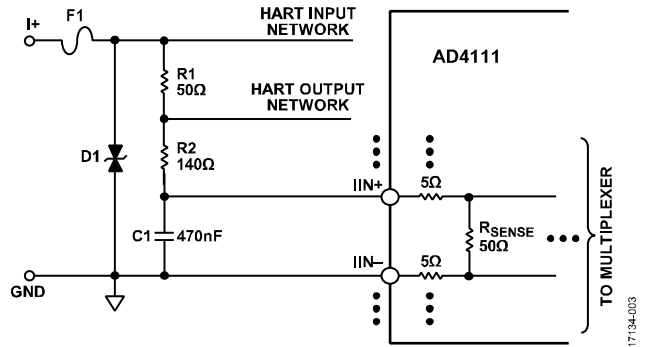 I+
F1
HART INPUT
NETWORK
AD4111
R1
50Ω
HART OUTPUT
NETWORK
D1
R2
140Ω
IIN+
5Ω
C1
470nF
RSENSE
50Ω
IIN–
5Ω
GND
TO MULTIPLEXER
17134-003